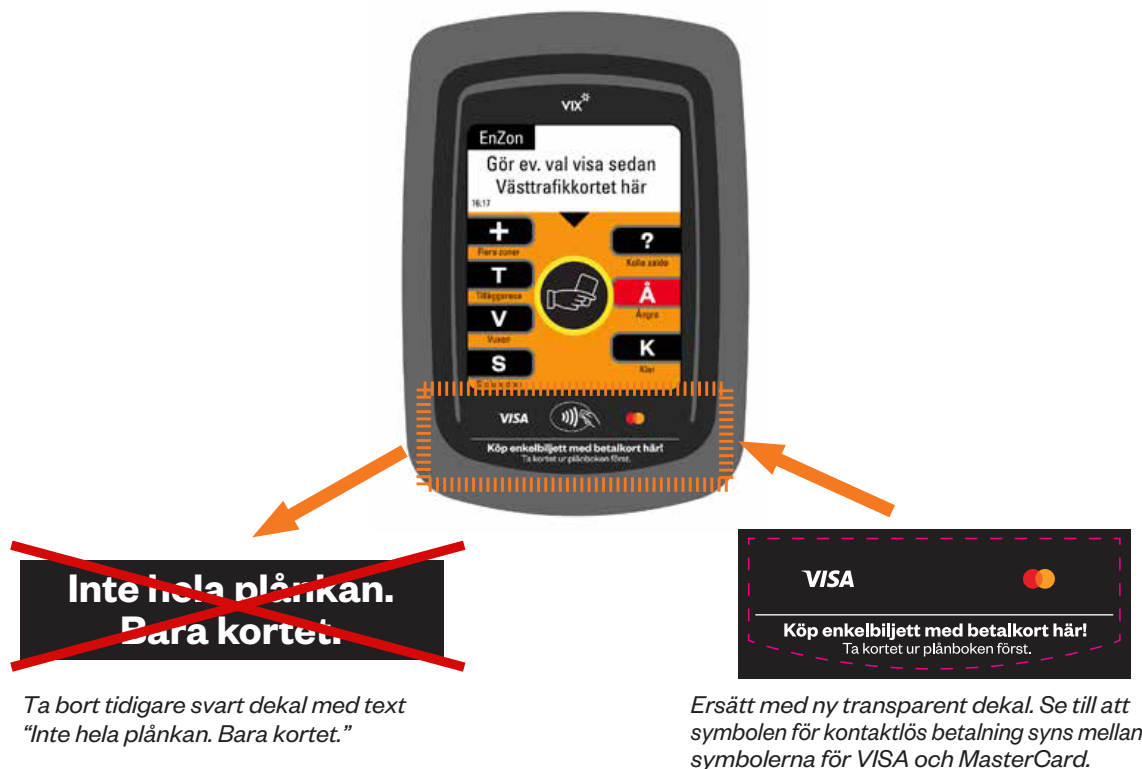 vix
EnZon
Gör ev. val visa sedan
Västtrafikkortet här
16:17
+
Flera zoner
T
Tilläggsresa
V
Vuxen
S
?
Kolla saldo
Å
Ångra
K
Klar
VISA
Köp enkelbiljett med betalkort här!
Ta kortet ur plånboken först.
Inte hela plånkan.
Bara kortet.
Ta bort tidigare svart dekal med text
"Inte hela plånkan. Bara kortet."
VISA
Köp enkelbiljett med betalkort här!
Ta kortet ur plånboken först.
Ersätt med ny transparent dekal. Se till att
symbolen för kontaktlös betalning syns mellan
symbolerna för VISA och MasterCard.